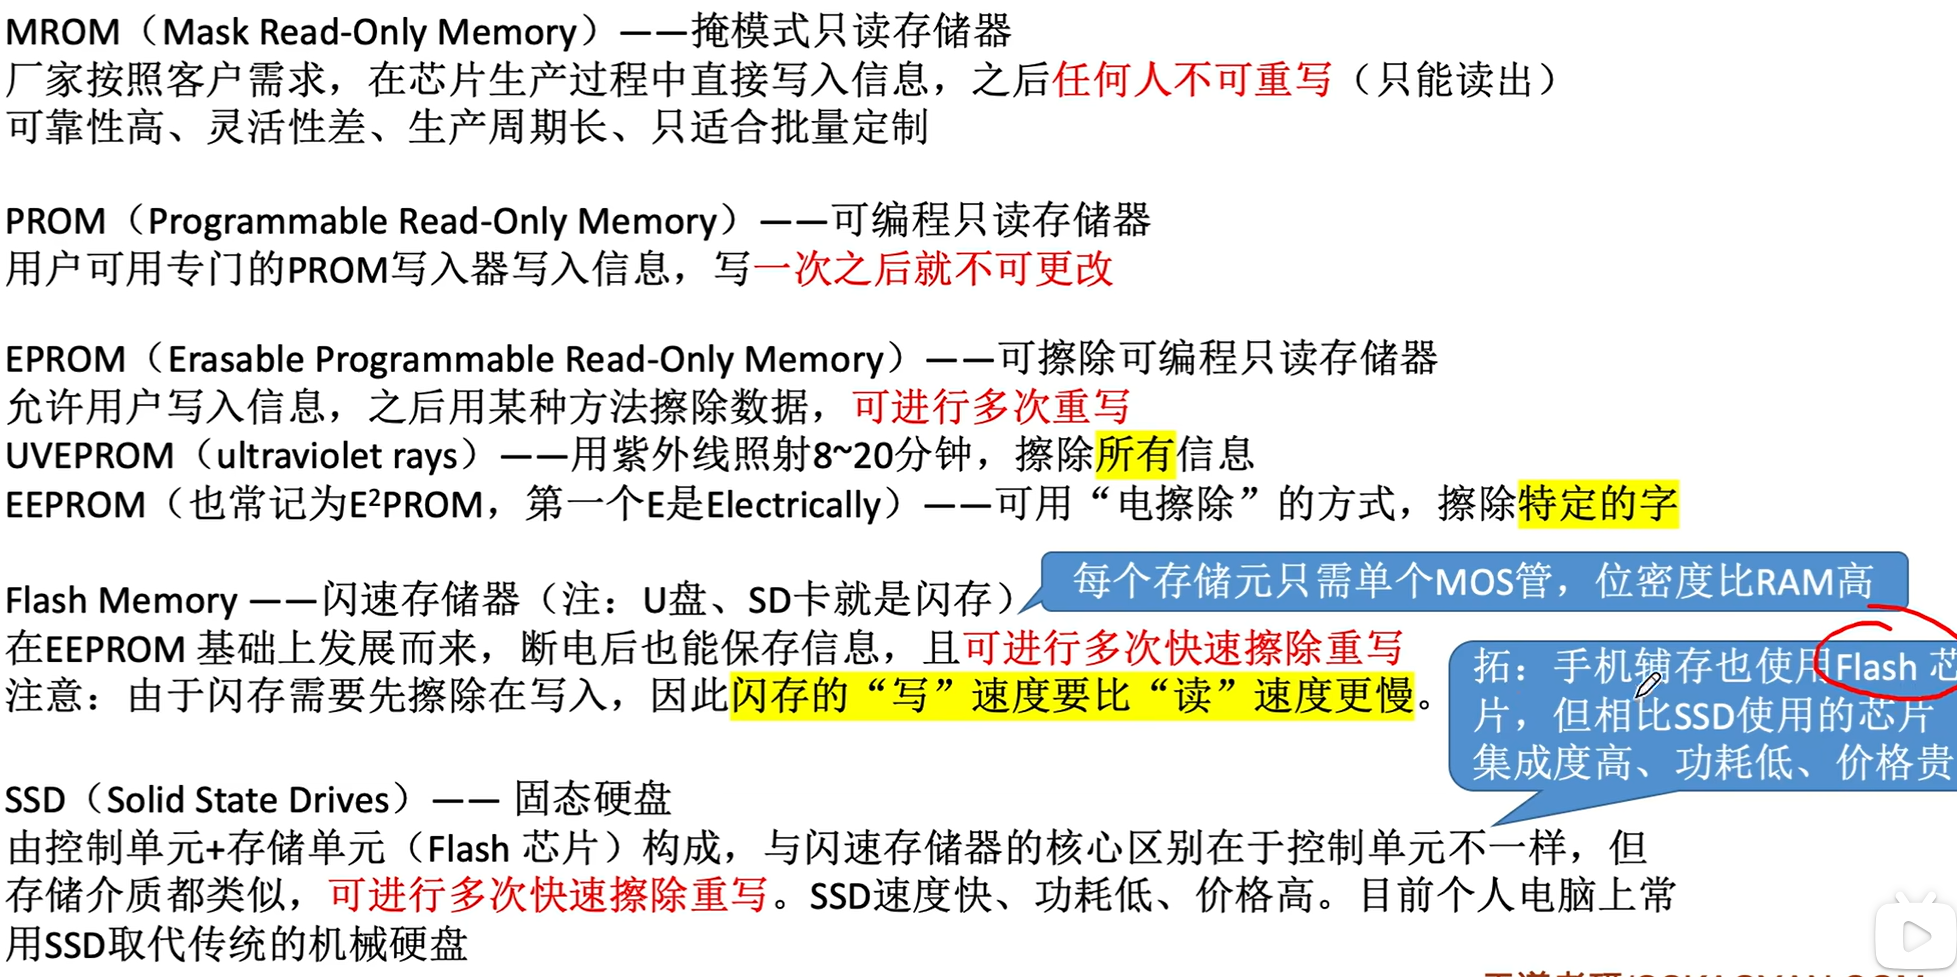 MROM（Mask Read-Only Memory）——掩模式只读存储器
厂家按照客户需求，在芯片生产过程中直接写入信息，之后任何人不可重写（只能读出）
可靠性高、灵活性差、生产周期长、只适合批量定制
PROM（Programmable Read-Only Memory）——可编程只读存储器
用户可用专门的PROM写入器写入信息，写一次之后就不可更改
EPROM（Erasable Programmable Read-Only Memory）——可擦除可编程只读存储器
允许用户写入信息，之后用某种方法擦除数据，可进行多次重写
UVEPROM（ultraviolet rays）——用紫外线照射8~20分钟，擦除所有信息
EEPROM（也常记为E²PROM，第一个E是Electrically）——可用“电擦除”的方式，擦除特定的字
每个存储元只需单个MOS管，位密度比RAM高
Flash Memory ——闪速存储器（注：U盘、SD卡就是闪存）
在EEPROM 基础上发展而来，断电后也能保存信息，且可进行多次快速擦除重写
注意：由于闪存需要先擦除在写入，因此闪存的“写”速度要比“读”速度更慢。
拓：手机辅存也使用Flash 芯
片，但相比SSD使用的芯片
集成度高、功耗低、价格贵
SSD（Solid State Drives）—— 固态硬盘
由控制单元+存储单元（Flash 芯片）构成，与闪速存储器的核心区别在于控制单元不一样，但
存储介质都类似，可进行多次快速擦除重写。SSD速度快、功耗低、价格高。目前个人电脑上常
用SSD取代传统的机械硬盘